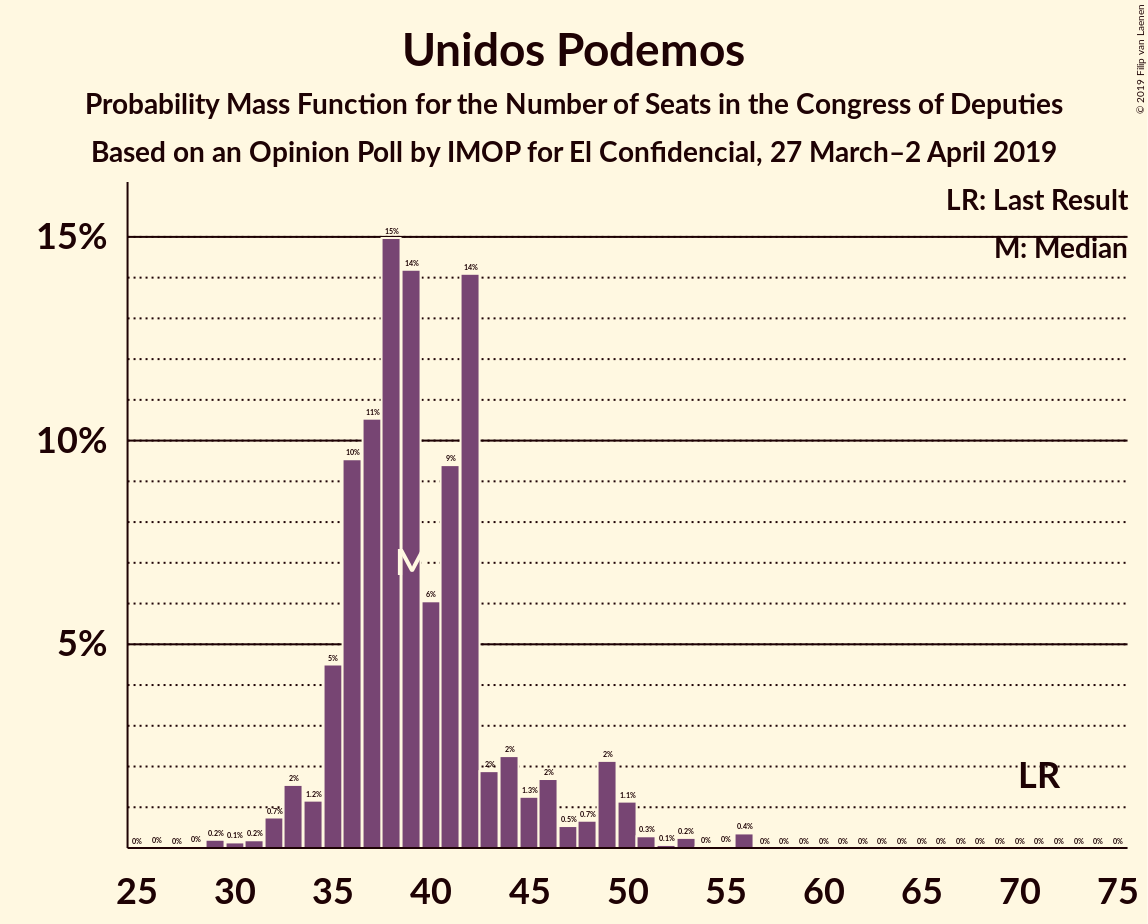 Unidos Podemos
Probability Mass Function for the Number of Seats in the Congress of Deputies
Based on an Opinion Poll by IMOP for El Confidencial, 27 March–2 April 2019
© 2019 Filip van Laenen
LR: Last Result
M: Median
15%
10%
5%
0% 0% 0% 0% 0.2% 0.1% 0.2% 0.7% 2% 1.2% 5% 10% 11% 15% 14% 6% 9% 14% 2% 2% 1.3% 2% 0.5% 0.7% 2% 1.1% 0.3% 0.1% 0.2% 0% 0% 0.4% 0% 0% 0% 0% 0% 0% 0% 0% 0% 0% 0% 0% 0% 0% 0% 0% 0% 0% 0%
M
LR
25 30 35 40 45 50 55 60 65 70 75